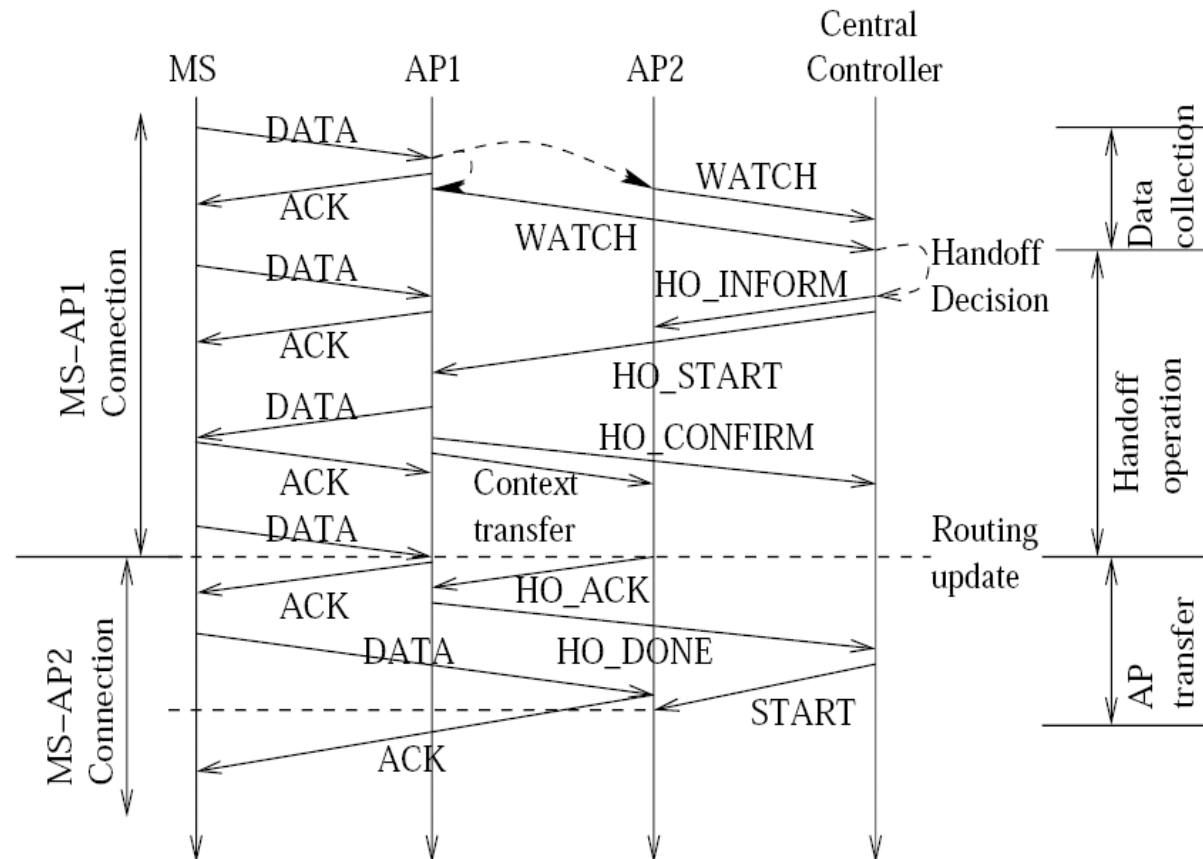 Central
MS AP1 AP2 Controller
DATA
WATCH
ACK
WATCH
Data
collection
DATA
Handoff
HO_INFORM
Decision
ACK
HO_START
MS–AP1
Connection
DATA
HO_CONFIRM
Handoff
operation
ACK
Context
transfer
DATA
Routing
update
ACK
HO_ACK
DATA
HO_DONE
AP
transfer
START
MS–AP2
Connection
ACK